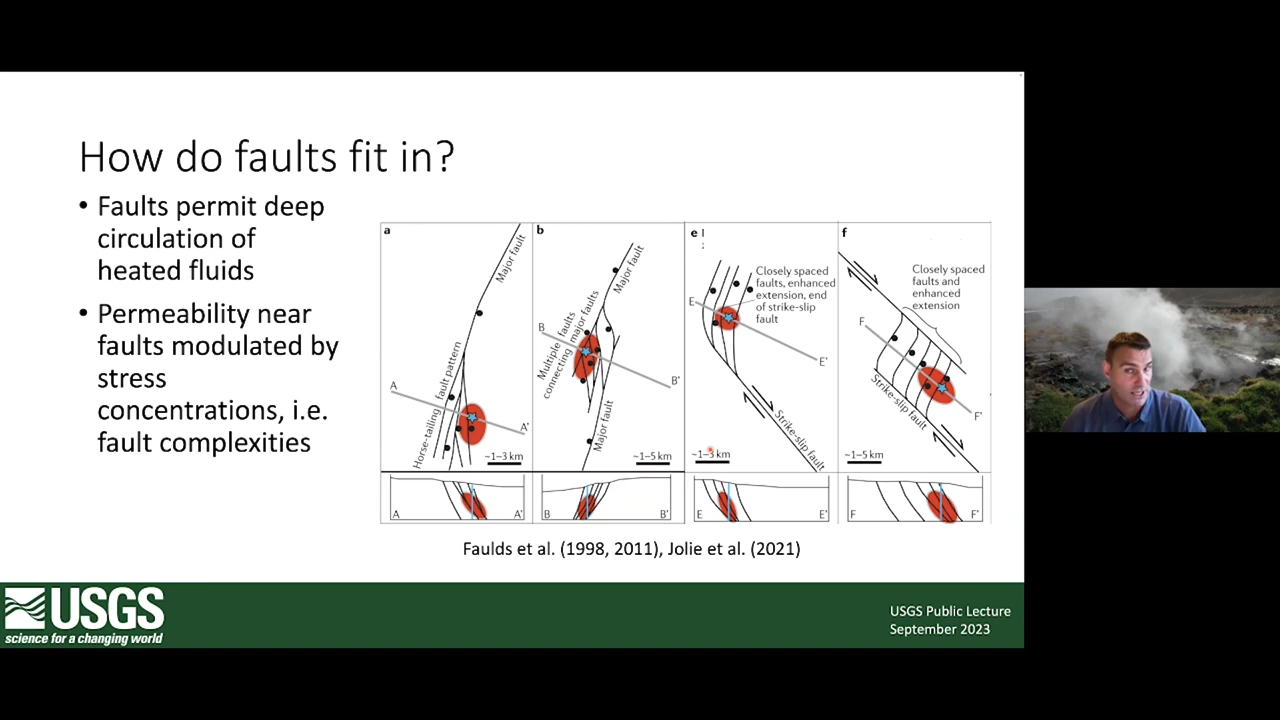 How do faults fit in?
• Faults permit deep
circulation of
heated fluids
• Permeability near
faults modulated by
stress
concentrations, i.e.
fault complexities
a
Major fault
Horse-tailing fault pattern
A
A'
~1–3 km
A
A'
b
Major fault
Multiple faults
connecting major faults
B
B'
Major fault
~1–5 km
B
B'
e
Closely spaced
faults, enhanced
extension, end
of strike-slip
fault
E
E'
Strike-slip fault
~1–3 km
E
E'
f
Closely spaced
faults and
enhanced
extension
F
F'
Strike-slip fault
~1–5 km
F
F'
Faulds et al. (1998, 2011), Jolie et al. (2021)
USGS
science for a changing world
USGS Public Lecture
September 2023